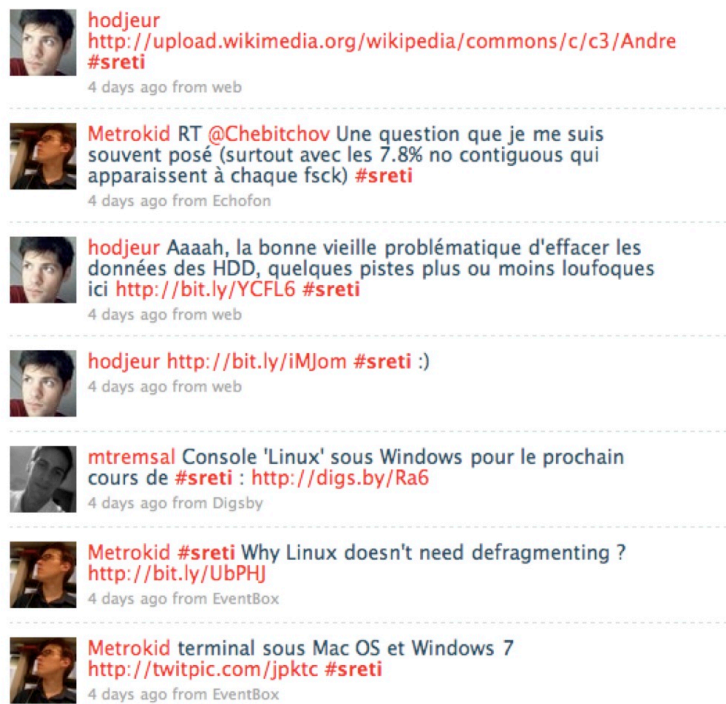 hodjeur
http://upload.wikimedia.org/wikipedia/commons/c/c3/Andre
#sreti
4 days ago from web
Metrokid RT @Chebitchov Une question que je me suis
souvent posé (surtout avec les 7.8% no contiguous qui
apparaissent à chaque fsck) #sreti
4 days ago from Echofon
hodjeur Aaaah, la bonne vieille problématique d'effacer les
données des HDD, quelques pistes plus ou moins loufoques
ici http://bit.ly/YCFL6 #sreti
4 days ago from web
hodjeur http://bit.ly/iMJom #sreti :)
4 days ago from web
mtremsal Console 'Linux' sous Windows pour le prochain
cours de #sreti : http://digs.by/Ra6
4 days ago from Digsby
Metrokid #sreti Why Linux doesn't need defragmenting ?
http://bit.ly/UbPHJ
4 days ago from EventBox
Metrokid terminal sous Mac OS et Windows 7
http://twitpic.com/jpktc #sreti
4 days ago from EventBox